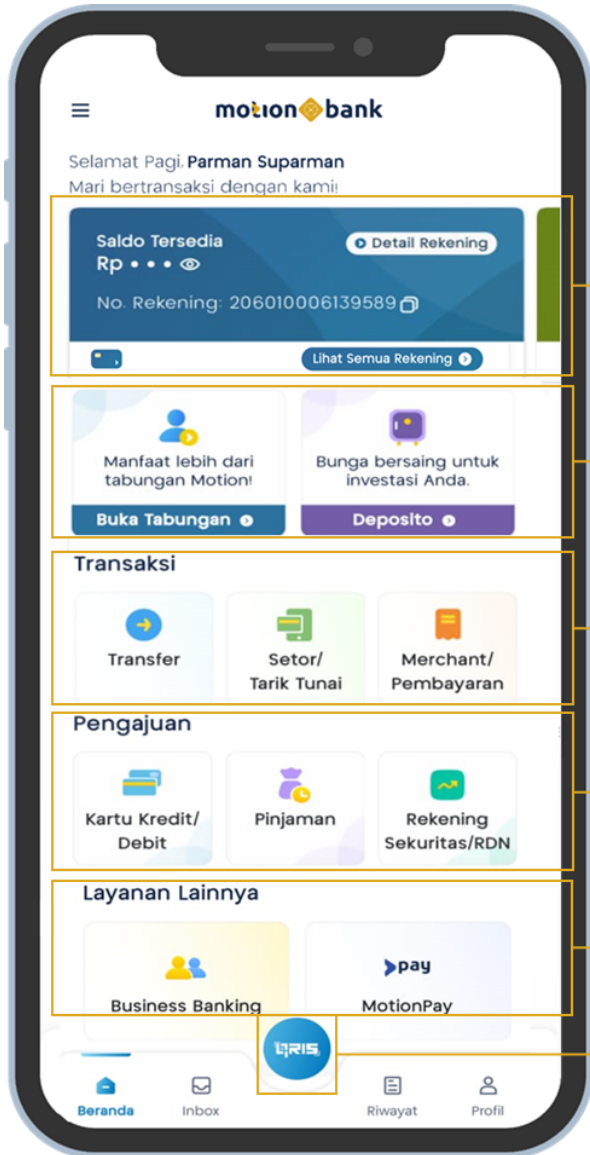 motion bank
Selamat Pagi, Parman Suparman
Mari bertransaksi dengan kami!
Saldo Tersedia
Detail Rekening
Rp • • •
No. Rekening: 206010006139589
Lihat Semua Rekening
Manfaat lebih dari
tabungan Motion!
Buka Tabungan
Bunga bersaing untuk
investasi Anda.
Deposito
Transaksi
Transfer
Setor/
Tarik Tunai
Merchant/
Pembayaran
Pengajuan
Kartu Kredit/
Debit
Pinjaman
Rekening
Sekuritas/RDN
Layanan Lainnya
Business Banking
pay
MotionPay
QRIS
Beranda
Inbox
Riwayat
Profil